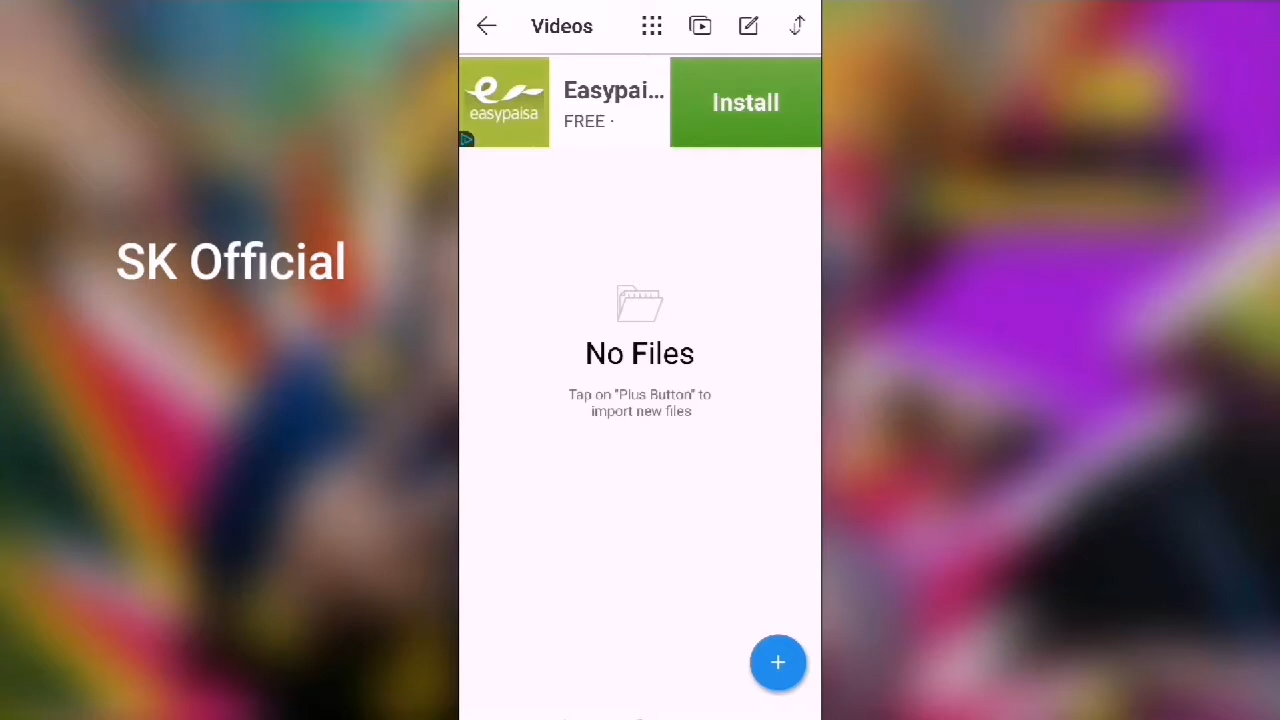 Videos
easypaisa
Easypai...
FREE ·
Install
SK Official
No Files
Tap on "Plus Button" to
import new files